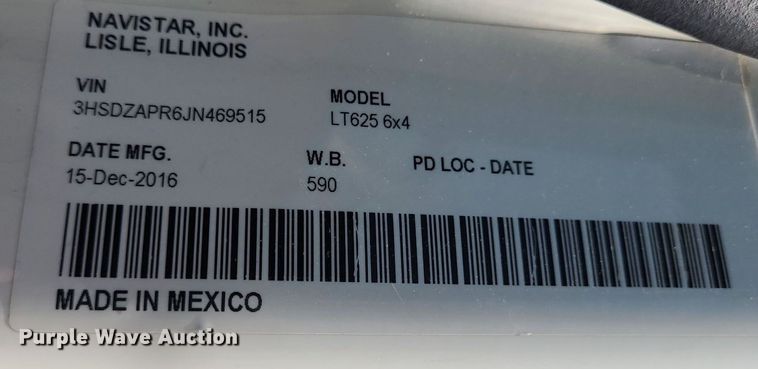 NAVISTAR, INC.
LISLE, ILLINOIS
VIN
3HSDZAPR6JN469515
MODEL
LT625 6x4
DATE MFG.
15-Dec-2016
W.B.
590
PD LOC - DATE
MADE IN MEXICO
Purple Wave Auction